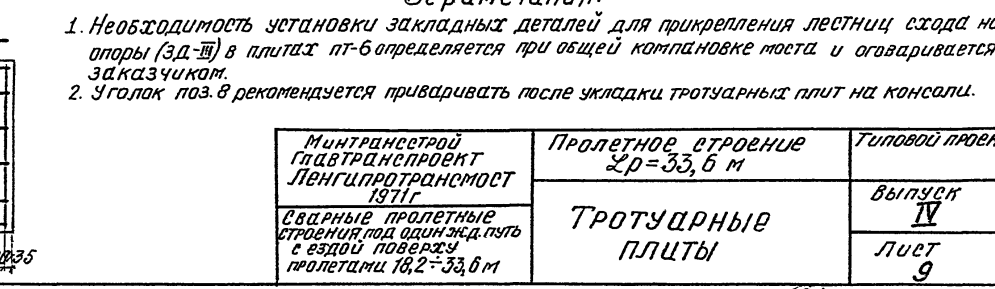 1. Необходимость установки закладных деталей для прикрепления лестниц схода на
опоры (ЗД-III) в плитах пт-6 определяется при общей компановке моста и оговаривается
заказчиком.
2. Уголок поз. 8 рекомендуется приваривать после укладки тротуарных плит на консоли.
Минтрансстрой
Главтранспроект
Ленгипротрансмост
1971г
Сварные пролетные
строения под один ж.д. путь
с ездой поверху
пролетами 18,2÷33,6 м
Пролетное строение
Lр=33,6 м
Тротуарные
плиты
Типовой проек
Выпуск
IV
Лист
9